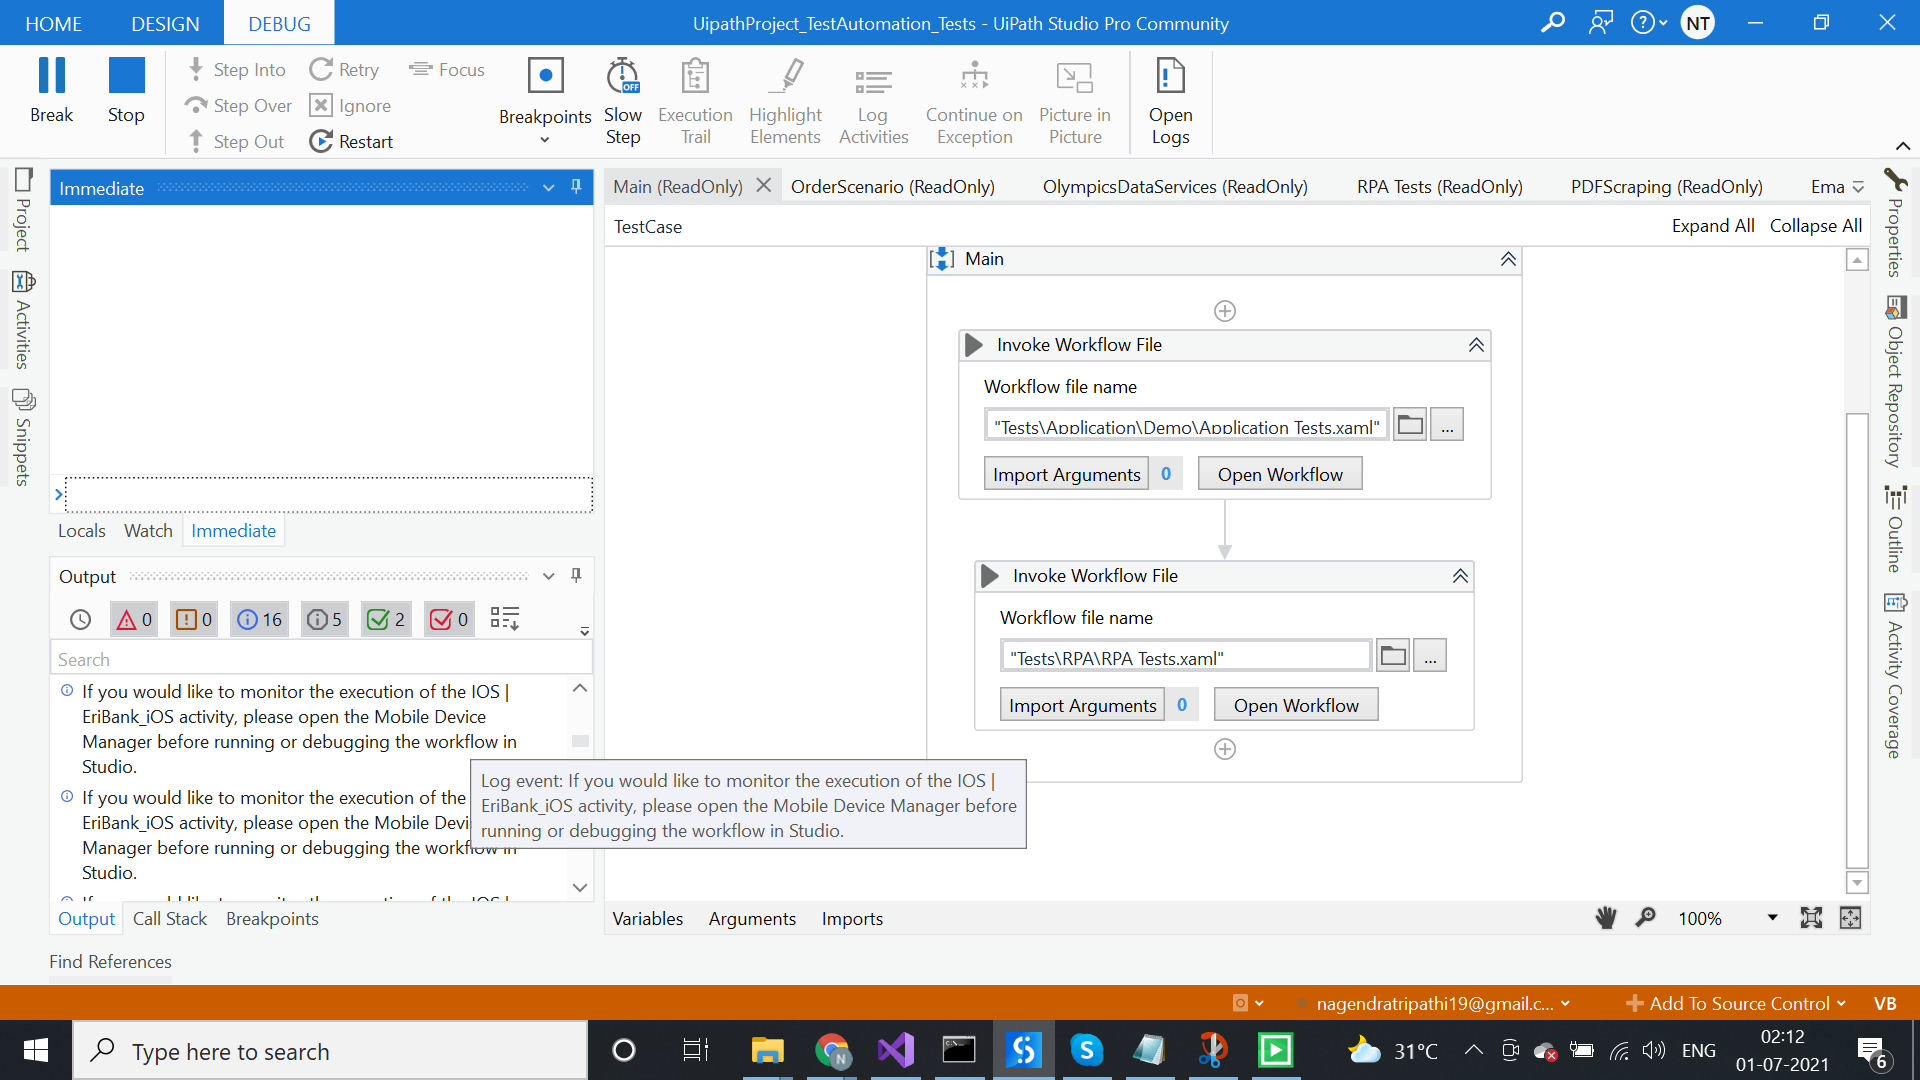 HOME DESIGN DEBUG
UipathProject_TestAutomation_Tests - UiPath Studio Pro Community
NT
Break
Stop
Step Into
Step Over
Step Out
Retry
Ignore
Restart
Focus
Breakpoints
OFF
Slow
Step
Execution
Trail
Highlight
Elements
Log
Activities
Continue on
Exception
Picture in
Picture
Open
Logs
Project
Activities
Snippets
Immediate
Locals Watch Immediate
Output
0 0 16 5 2 0
Search
If you would like to monitor the execution of the IOS |
EriBank_iOS activity, please open the Mobile Device
Manager before running or debugging the workflow in
Studio.
If you would like to monitor the execution of the
EriBank_iOS activity, please open the Mobile Devi
Manager before running or debugging the workflow in
Studio.
Log event: If you would like to monitor the execution of the IOS |
EriBank_iOS activity, please open the Mobile Device Manager before
running or debugging the workflow in Studio.
Output Call Stack Breakpoints
Find References
Main (ReadOnly) OrderScenario (ReadOnly) OlympicsDataServices (ReadOnly) RPA Tests (ReadOnly) PDFScraping (ReadOnly) Ema
TestCase
Expand All Collapse All
Main
Invoke Workflow File
Workflow file name
"Tests\Application\Demo\Application Tests.xaml"
...
Import Arguments 0 Open Workflow
Invoke Workflow File
Workflow file name
"Tests\RPA\RPA Tests.xaml"
...
Import Arguments 0 Open Workflow
Variables Arguments Imports
100%
Properties
Object Repository
Outline
Activity Coverage
nagendratripathi19@gmail.c...
Add To Source Control
VB
Type here to search
N
31°C
ENG
02:12
01-07-2021
6